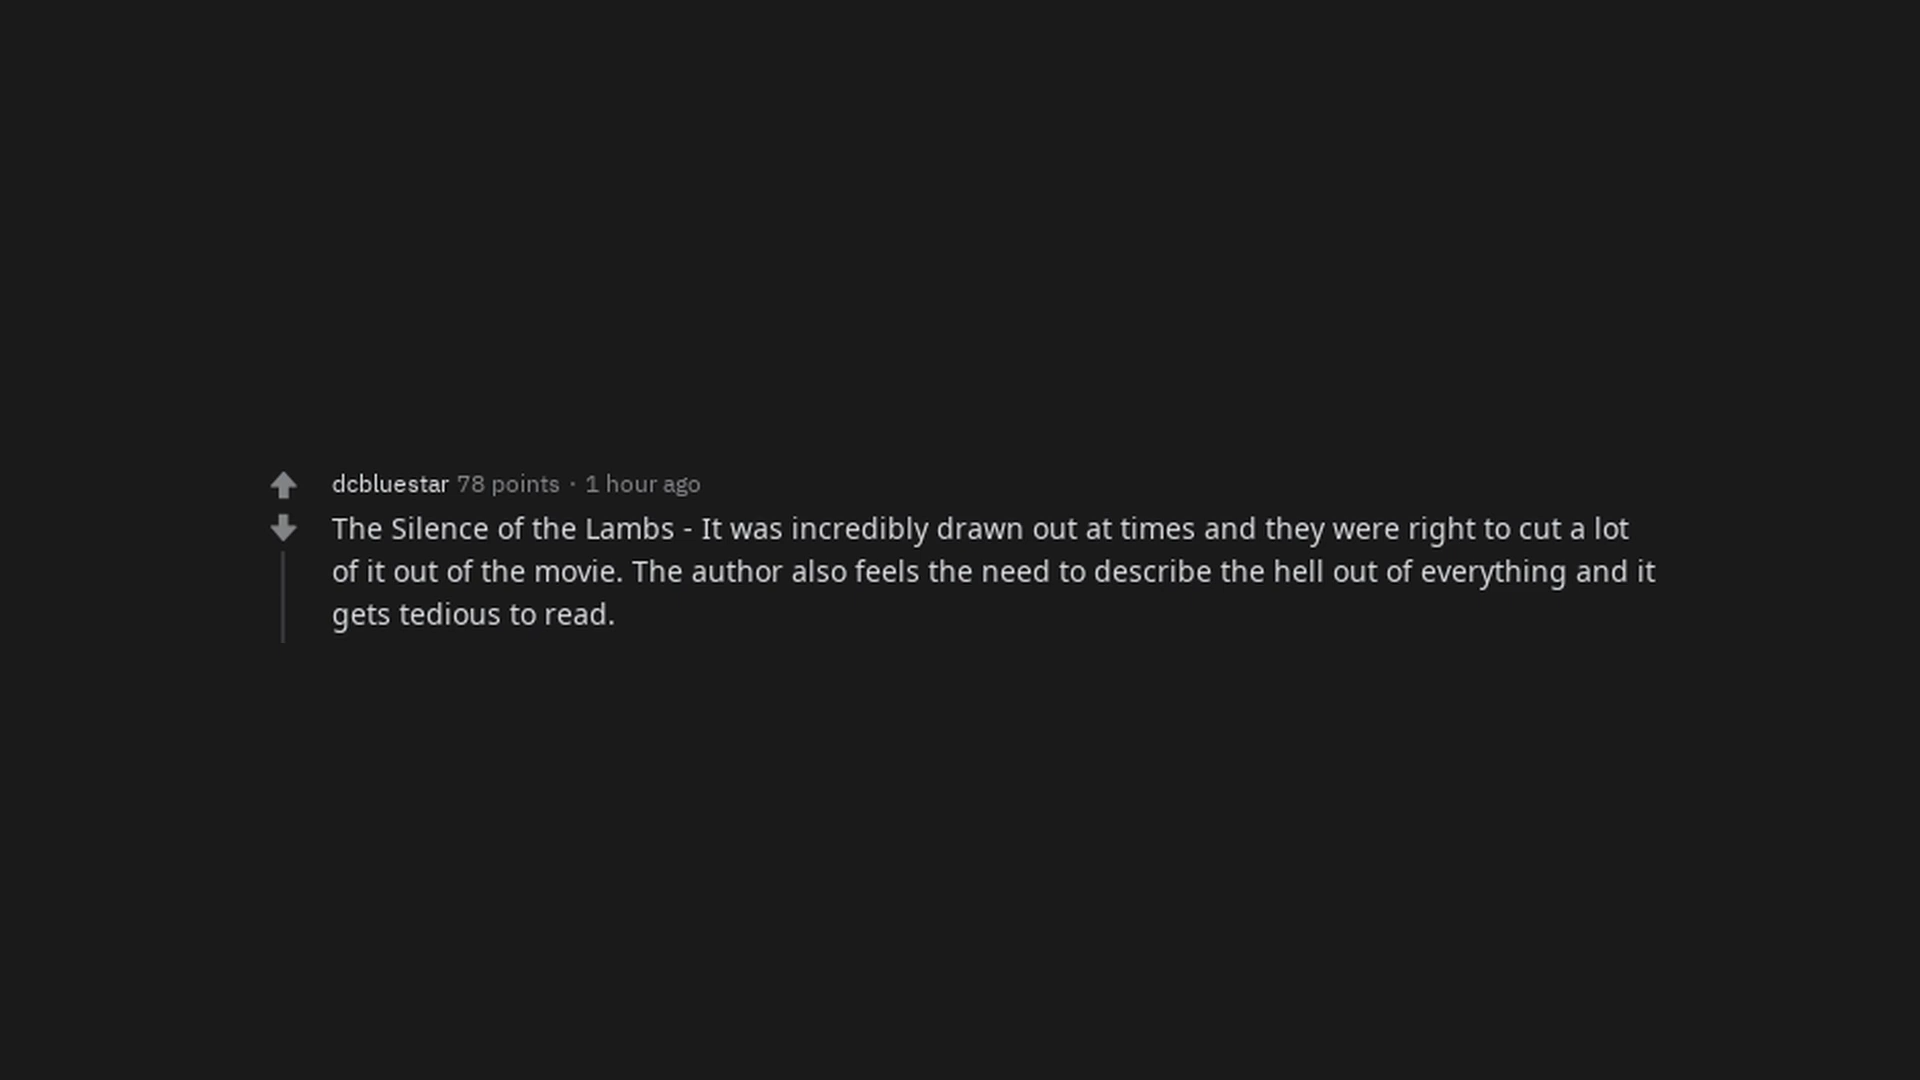 dcbluestar 78 points · 1 hour ago
The Silence of the Lambs - It was incredibly drawn out at times and they were right to cut a lot
of it out of the movie. The author also feels the need to describe the hell out of everything and it
gets tedious to read.